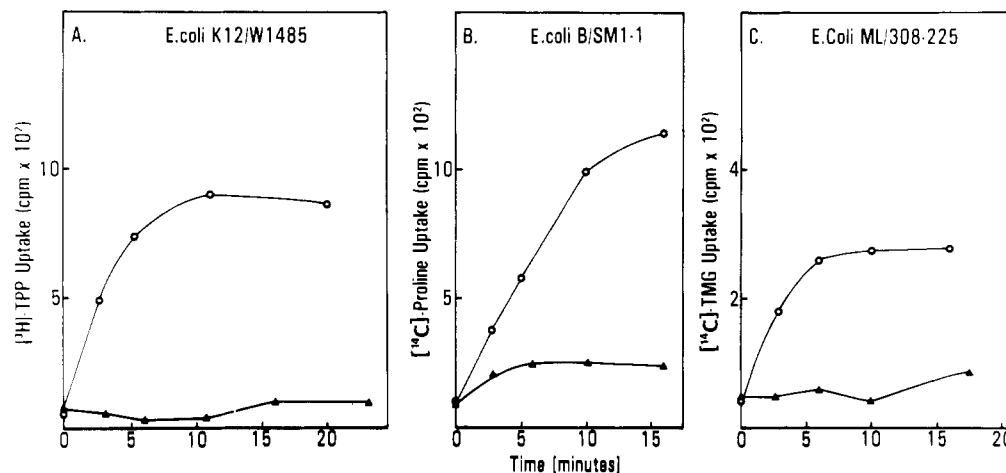 A. E.coli K12/W1485
[³H]-TPP Uptake (cpm x 10²)
10
5
0 5 10 15 20
B. E.coli B/SM1-1
[¹⁴C]-Proline Uptake (cpm x 10²)
10
5
0 5 10 15
C. E.Coli ML/308-225
[¹⁴C]-TMG Uptake (cpm x 10²)
4
2
0 5 10 15 20
Time [minutes]